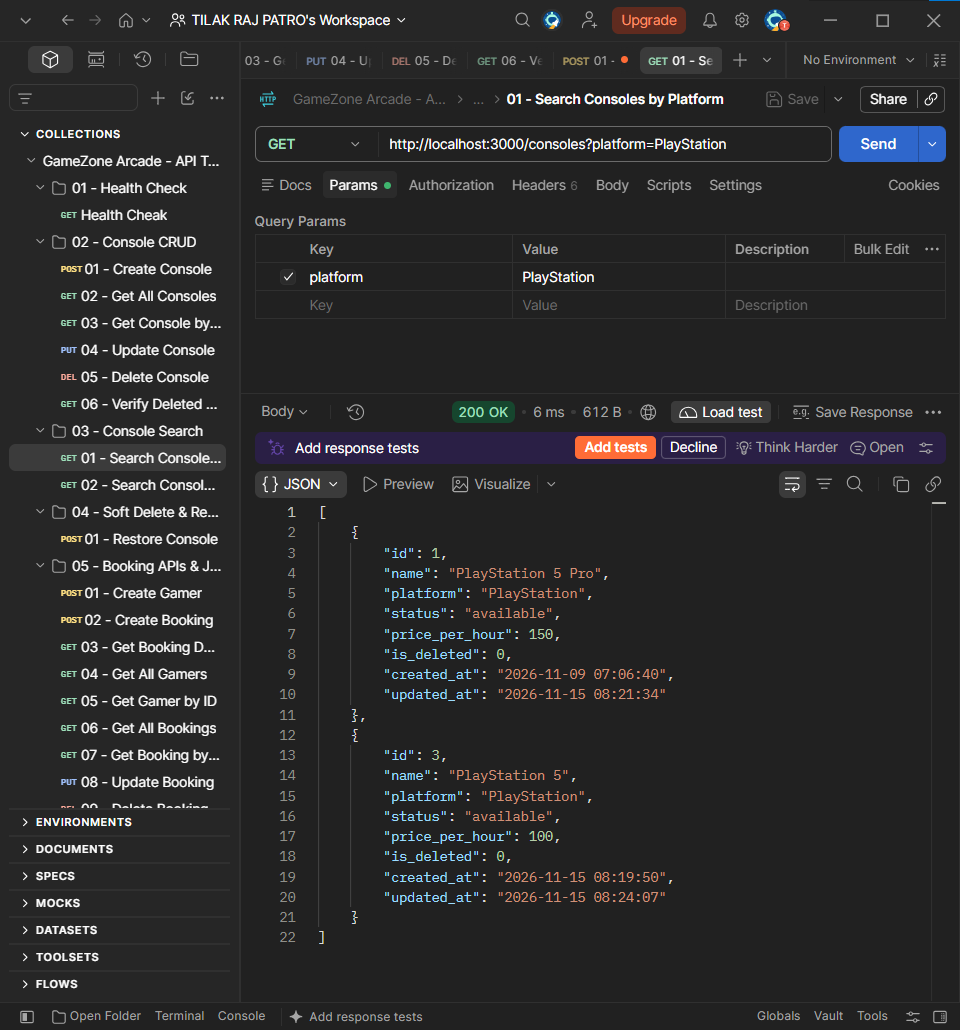 TILAK RAJ PATRO's Workspace
Upgrade
03 - G
PUT 04 - U
DEL 05 - D
GET 06 - V
POST 01 -
GET 01 - Se
No Environment
GameZone Arcade - A... > ... > 01 - Search Consoles by Platform
Save
Share
COLLECTIONS
GameZone Arcade - API T...
01 - Health Check
GET Health Cheak
02 - Console CRUD
POST 01 - Create Console
GET 02 - Get All Consoles
GET 03 - Get Console by...
PUT 04 - Update Console
DEL 05 - Delete Console
GET 06 - Verify Deleted ...
03 - Console Search
GET 01 - Search Console...
GET 02 - Search Consol...
04 - Soft Delete & Re...
POST 01 - Restore Console
05 - Booking APIs & J...
POST 01 - Create Gamer
POST 02 - Create Booking
GET 03 - Get Booking D...
GET 04 - Get All Gamers
GET 05 - Get Gamer by ID
GET 06 - Get All Bookings
GET 07 - Get Booking by...
PUT 08 - Update Booking
DEL 09 - Delete Booking
ENVIRONMENTS
DOCUMENTS
SPECS
MOCKS
DATASETS
TOOLSETS
FLOWS
GET
http://localhost:3000/consoles?platform=PlayStation
Send
Docs Params Authorization Headers 6 Body Scripts Settings Cookies
Query Params
Key Value Description Bulk Edit
platform PlayStation
Key Value Description
Body
200 OK • 6 ms • 612 B
Load test
e.g. Save Response
Add response tests
Add tests
Decline
Think Harder
Open
{} JSON
Preview
Visualize
1 [
2 {
3 "id": 1,
4 "name": "PlayStation 5 Pro",
5 "platform": "PlayStation",
6 "status": "available",
7 "price_per_hour": 150,
8 "is_deleted": 0,
9 "created_at": "2026-11-09 07:06:40",
10 "updated_at": "2026-11-15 08:21:34"
11 },
12 {
13 "id": 3,
14 "name": "PlayStation 5",
15 "platform": "PlayStation",
16 "status": "available",
17 "price_per_hour": 100,
18 "is_deleted": 0,
19 "created_at": "2026-11-15 08:19:50",
20 "updated_at": "2026-11-15 08:24:07"
21 }
22 ]
Open Folder Terminal Console Add response tests Globals Vault Tools